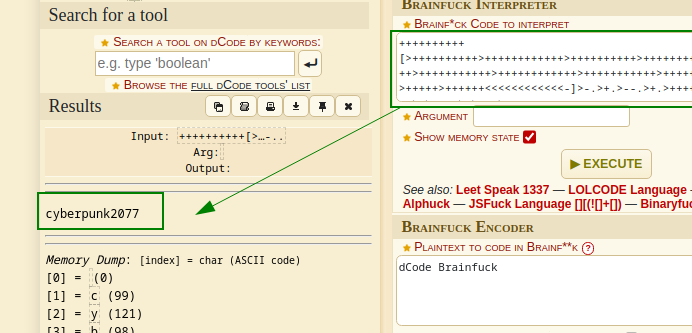 Search for a tool
★ SEARCH A TOOL ON DCODE BY KEYWORDS:
e.g. type 'boolean'
★ BROWSE THE FULL DCODE TOOLS' LIST
Results
Input: ++++++++++[>…-..
Arg:
Output:
cyberpunk2077
Memory Dump: [index] = char (ASCII code)
[0] = (0)
[1] = c (99)
[2] = y (121)
[3] = b (98)
BRAINFUCK INTERPRETER
★ BRAINF*CK CODE TO INTERPRET
++++++++++
★ ARGUMENT
★ SHOW MEMORY STATE
▶ EXECUTE
See also: Leet Speak 1337 — LOLCODE Language —
Alphuck — JSFuck Language [][(![]+[])] — Binaryfuc
BRAINFUCK ENCODER
★ PLAINTEXT TO CODE IN BRAINF**K ?
dCode Brainfuck